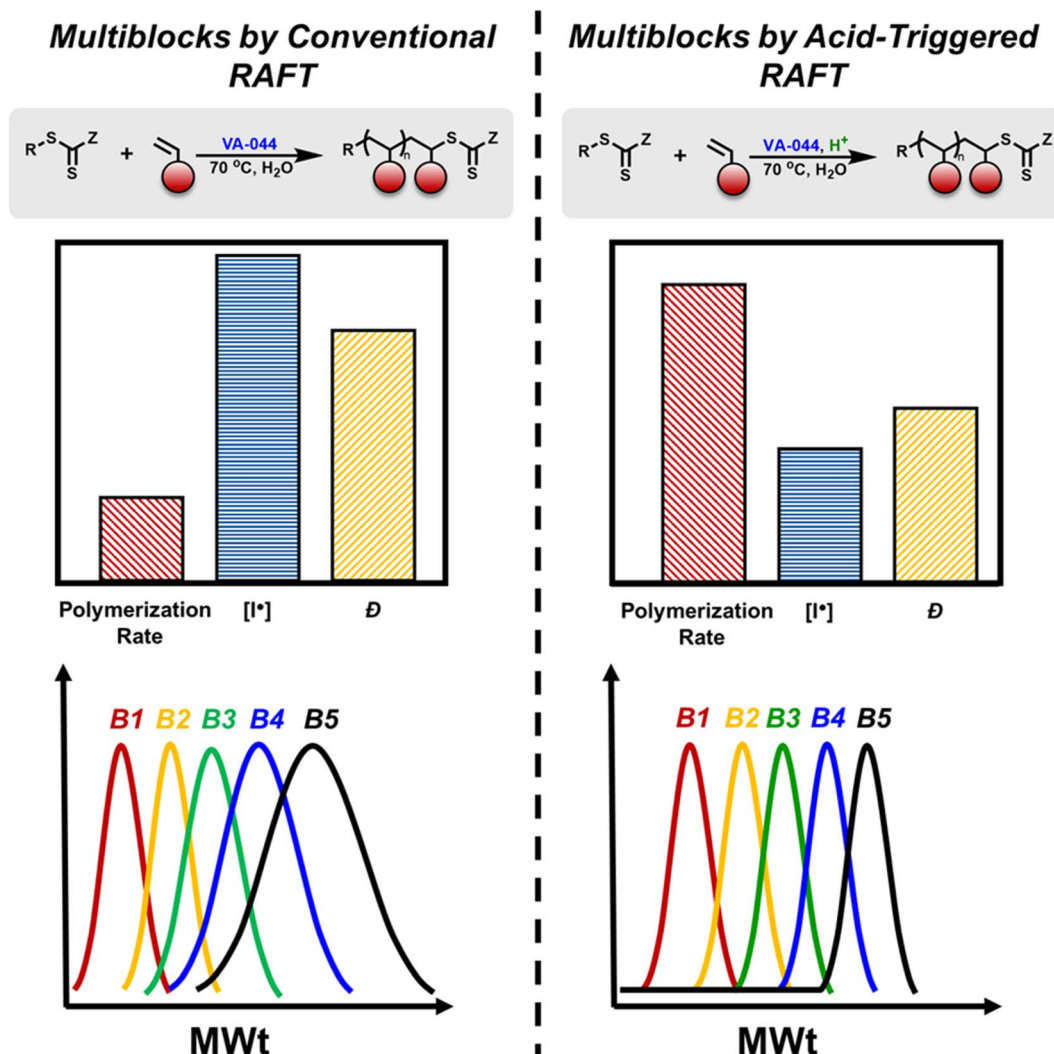 Multiblocks by Conventional
RAFT
R
S
Z
S
+
VA-044
70 °C, H₂O
R
n
S
Z
S
Polymerization
Rate
[I•]
Đ
B1 B2 B3 B4 B5
MWt
Multiblocks by Acid-Triggered
RAFT
R
S
Z
S
+
VA-044, H⁺
70 °C, H₂O
R
n
S
Z
S
Polymerization
Rate
[I•]
Đ
B1 B2 B3 B4 B5
MWt